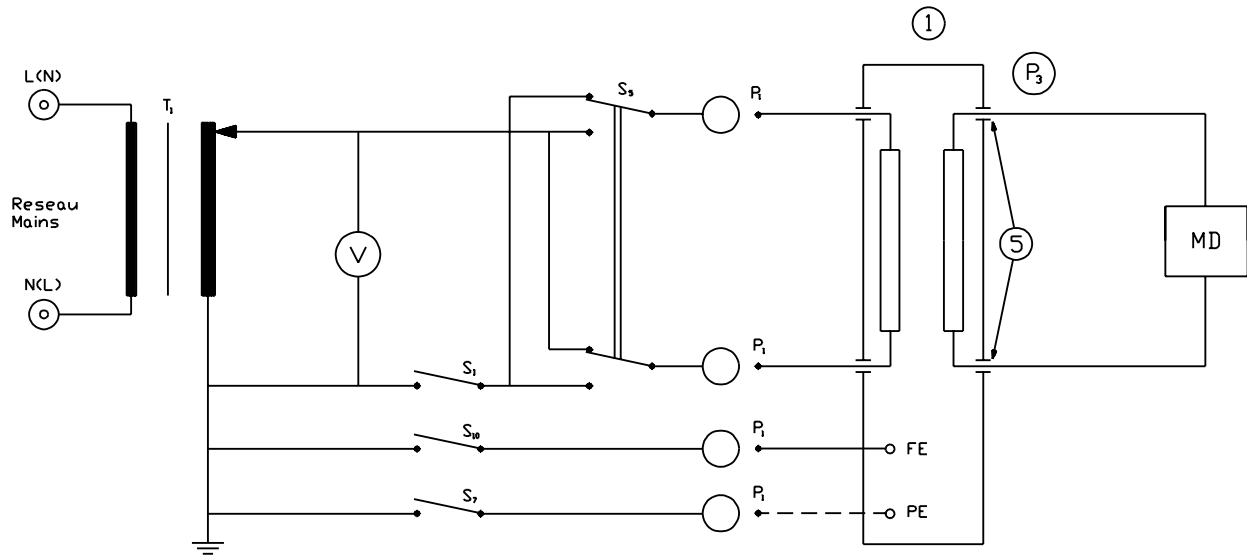 1
L(N)
T1
S5
P1
P3
Reseau
Mains
V
5
MD
N(L)
S1
P1
S10
P1
FE
S7
P1
PE